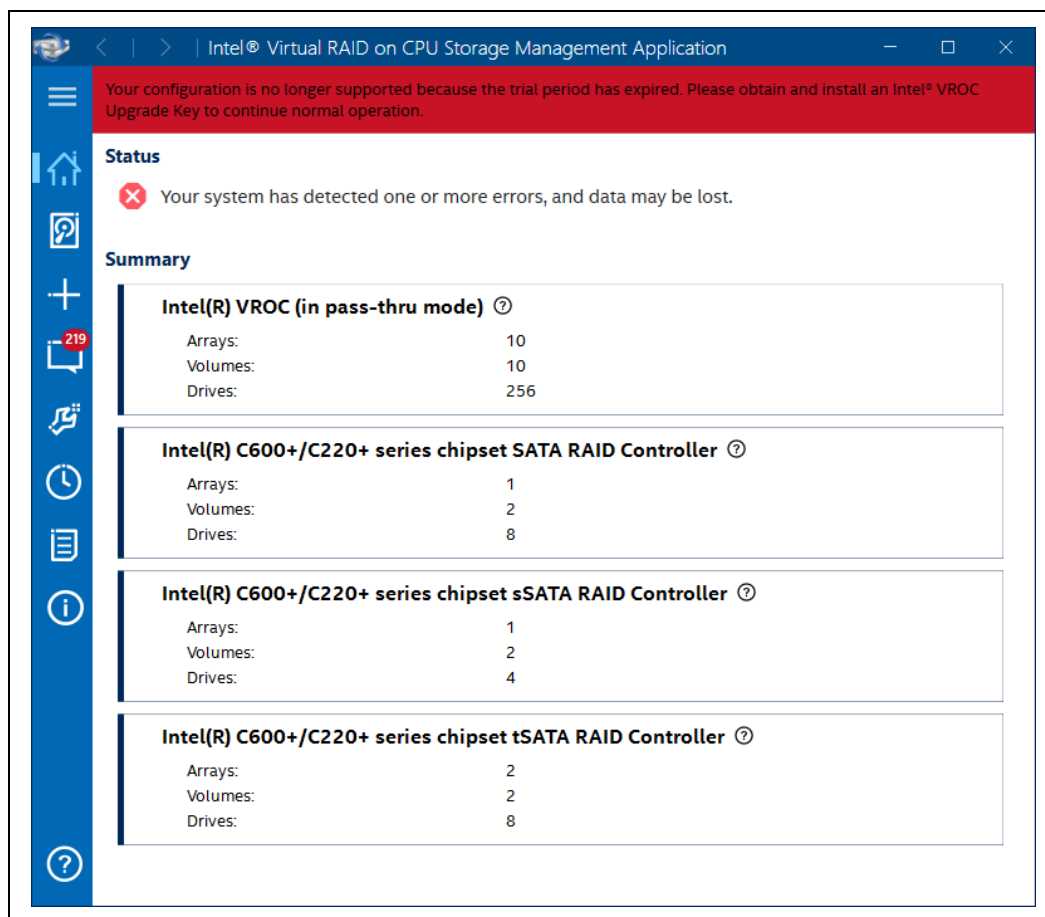 Intel® Virtual RAID on CPU Storage Management Application
Your configuration is no longer supported because the trial period has expired. Please obtain and install an Intel® VROC
Upgrade Key to continue normal operation.
Status
Your system has detected one or more errors, and data may be lost.
Summary
Intel(R) VROC (in pass-thru mode) ?
Arrays: 10
Volumes: 10
Drives: 256
219
Intel(R) C600+/C220+ series chipset SATA RAID Controller ?
Arrays: 1
Volumes: 2
Drives: 8
Intel(R) C600+/C220+ series chipset sSATA RAID Controller ?
Arrays: 1
Volumes: 2
Drives: 4
Intel(R) C600+/C220+ series chipset tSATA RAID Controller ?
Arrays: 2
Volumes: 2
Drives: 8
?